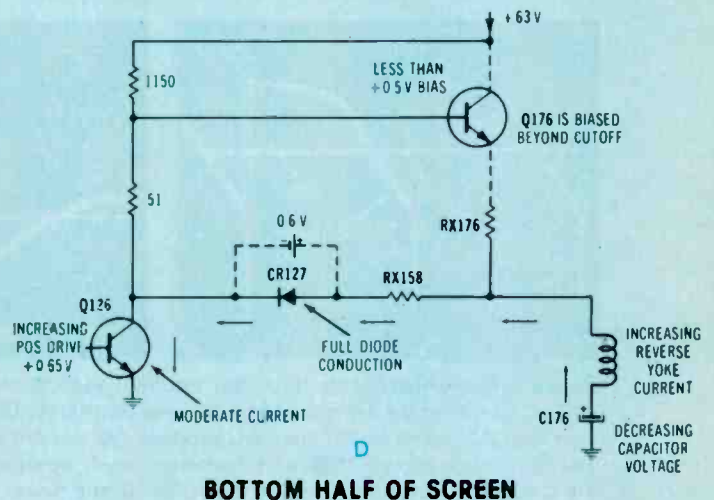 +63V
1150
LESS THAN
+0 5V BIAS
Q176 IS BIASED
BEYOND CUTOFF
51
0 6 V
RX176
CR127
RX158
Q126
INCREASING
POS DRIVE
+0 65V
FULL DIODE
CONDUCTION
INCREASING
REVERSE
YOKE
CURRENT
MODERATE CURRENT
C176
+
DECREASING
CAPACITOR
VOLTAGE
D
BOTTOM HALF OF SCREEN